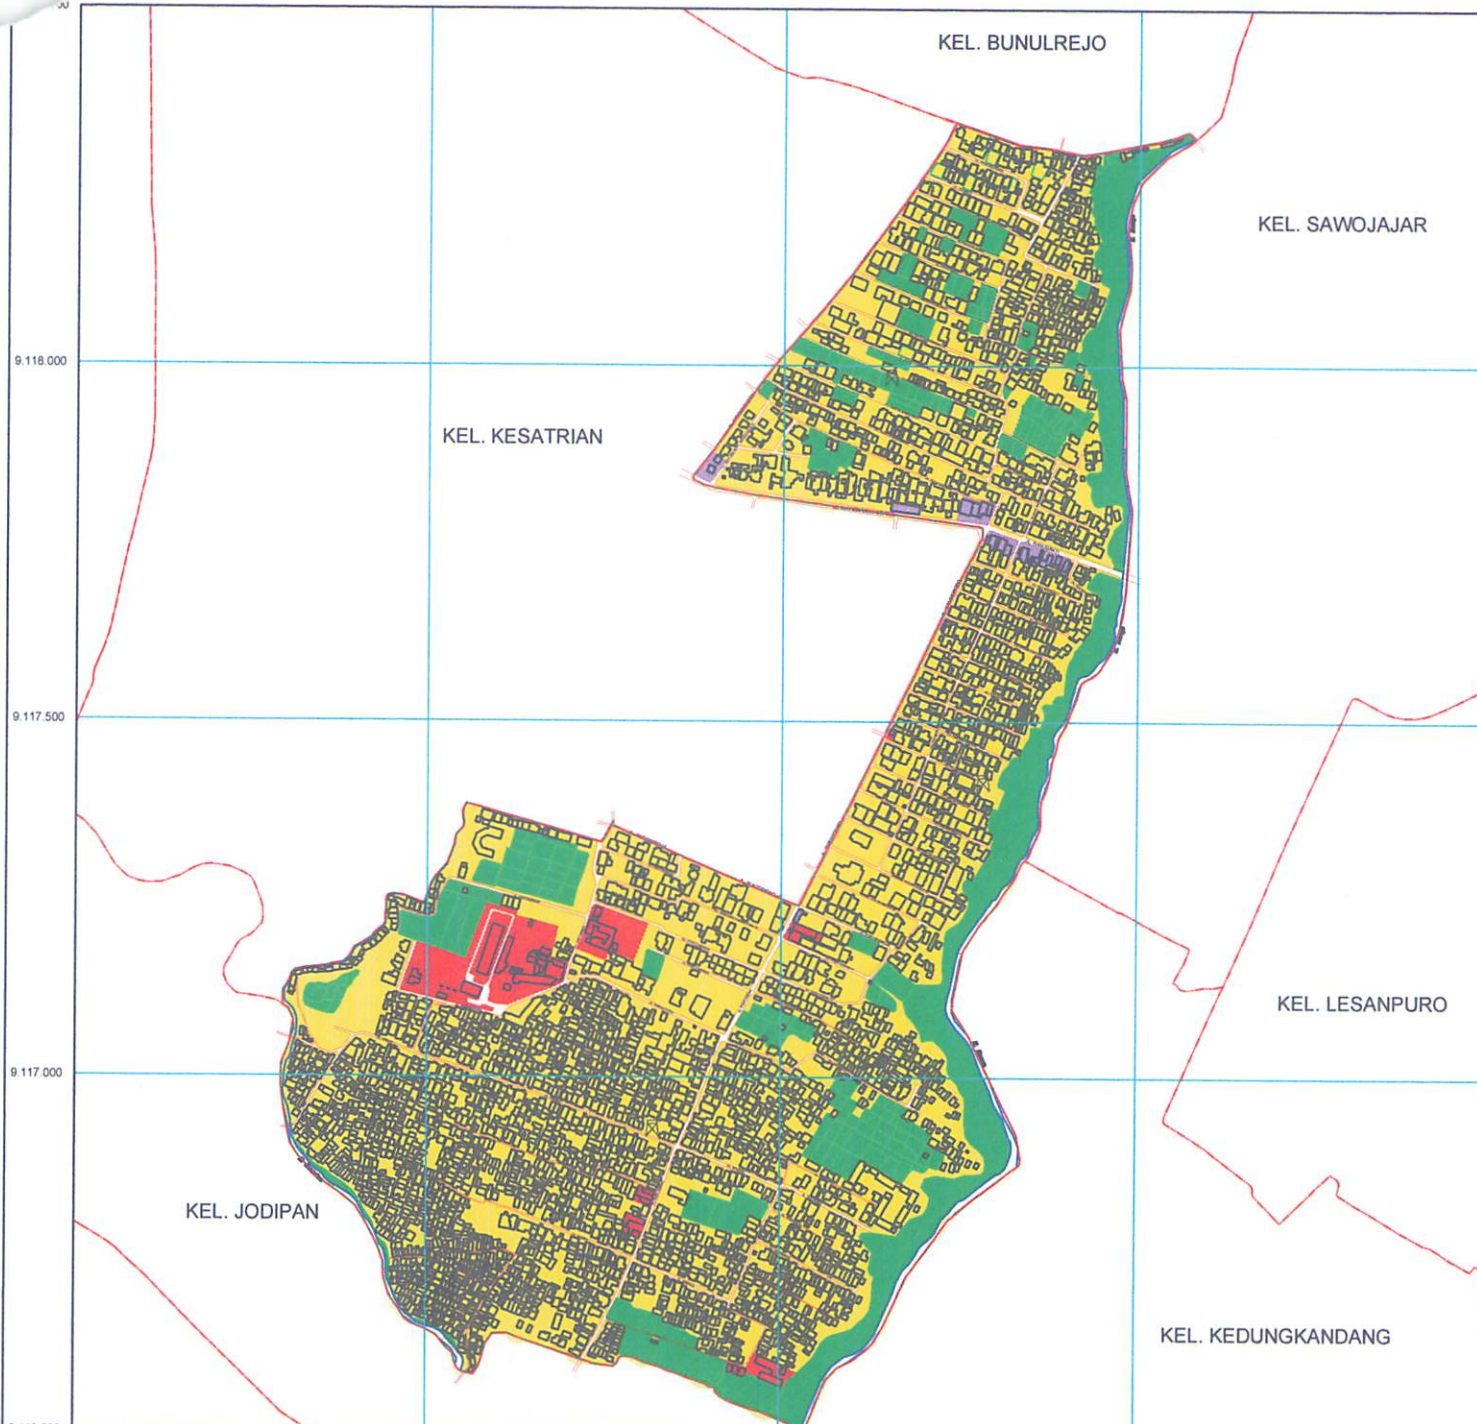 KEL. BUNULREJO
KEL. SAWOJAJAR
9.118.000
KEL. KESATRIAN
9.117.500
KEL. LESANPURO
9.117.000
KEL. JODIPAN
KEL. KEDUNGKANDANG